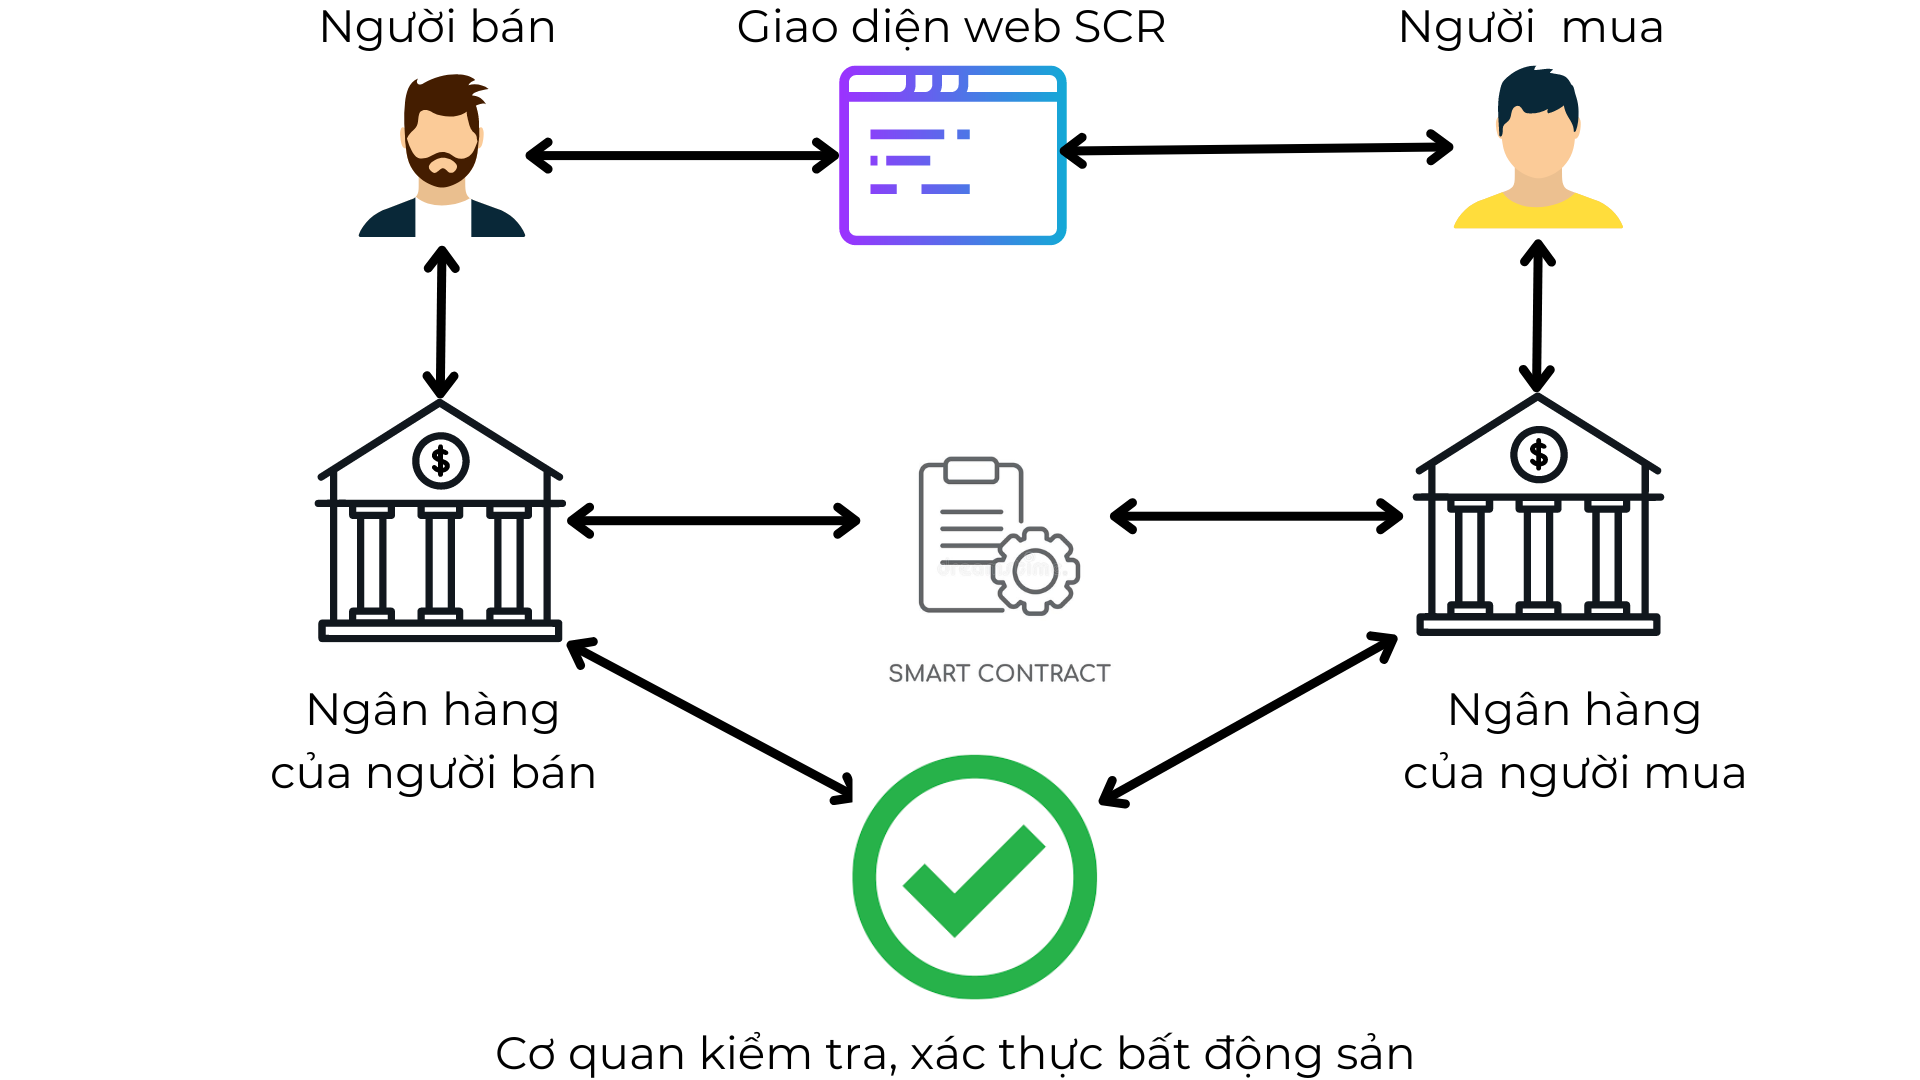 Người bán
Giao diện web SCR
Người mua
$
$
SMART CONTRACT
Ngân hàng
của người bán
Ngân hàng
của người mua
Cơ quan kiểm tra, xác thực bất động sản